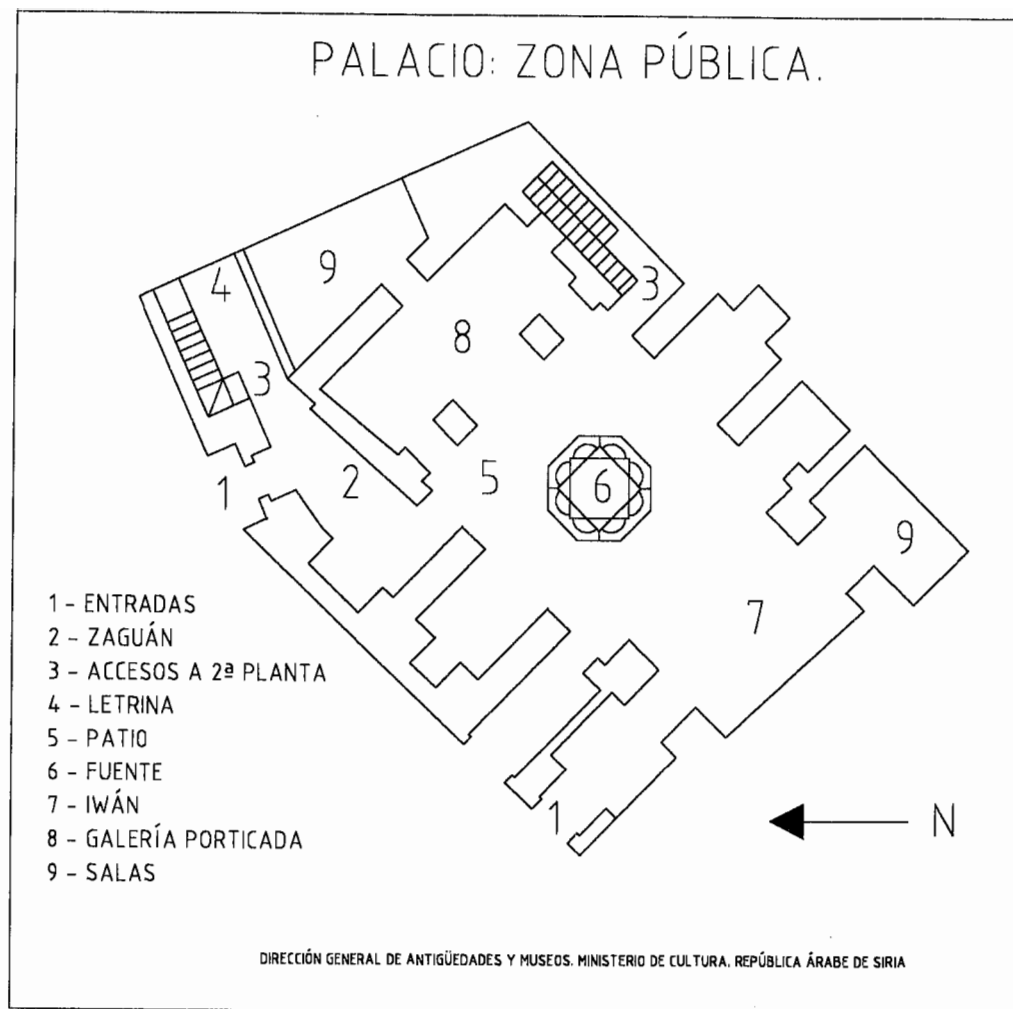 PALACIO: ZONA PÚBLICA.
4
9
3
8
3
1
2
5
6
9
7
1
N
1 - ENTRADAS
2 - ZAGUÁN
3 - ACCESOS A 2ª PLANTA
4 - LETRINA
5 - PATIO
6 - FUENTE
7 - IWÁN
8 - GALERÍA PORTICADA
9 - SALAS
DIRECCIÓN GENERAL DE ANTIGÜEDADES Y MUSEOS. MINISTERIO DE CULTURA. REPÚBLICA ÁRABE DE SIRIA